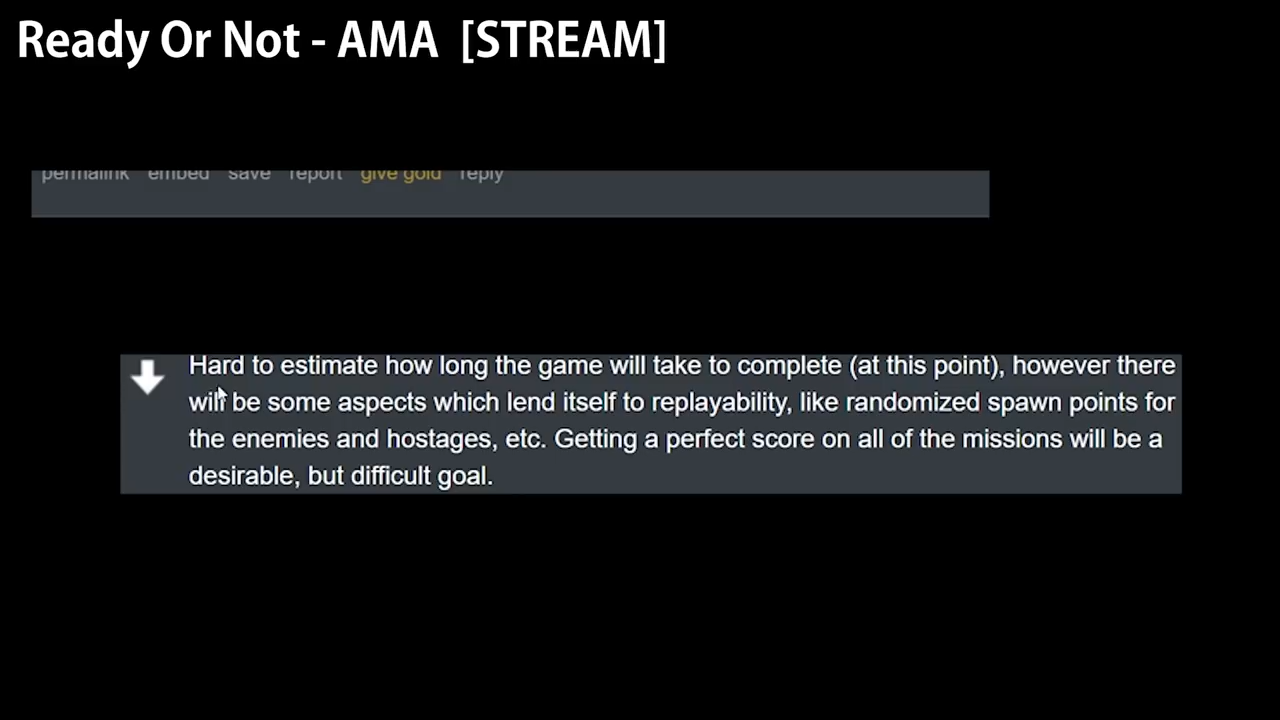 Ready Or Not - AMA [STREAM]
permalink embed save report give gold reply
Hard to estimate how long the game will take to complete (at this point), however there
will be some aspects which lend itself to replayability, like randomized spawn points for
the enemies and hostages, etc. Getting a perfect score on all of the missions will be a
desirable, but difficult goal.